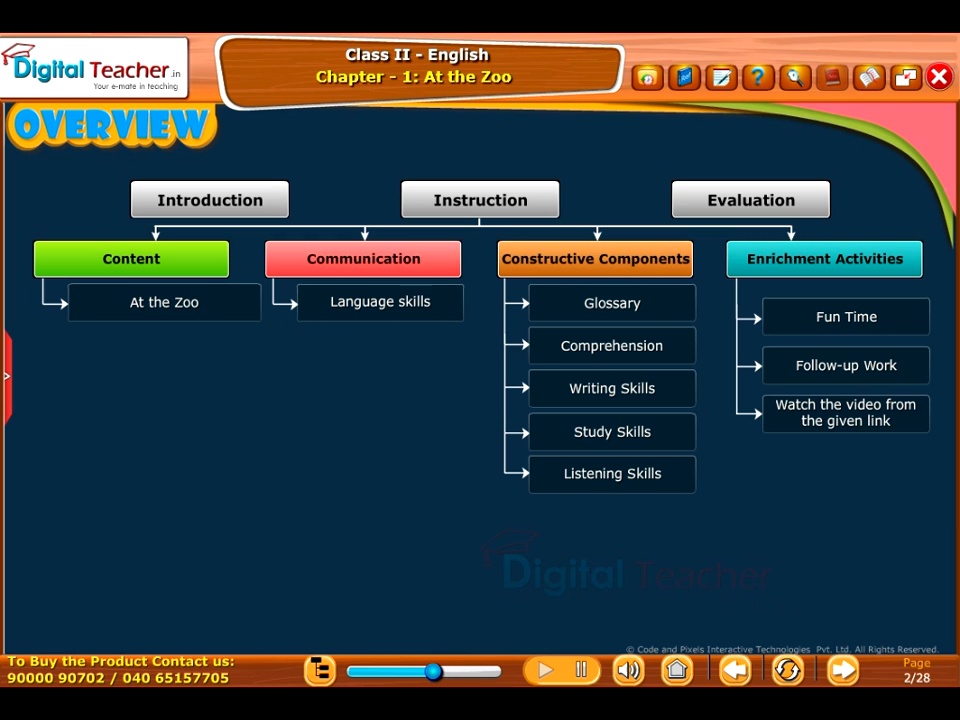 Digital Teacher.in
Your e-mate in teaching
Class II - English
Chapter - 1: At the Zoo
OVERVIEW
Introduction
Instruction
Evaluation
Content
Communication
Constructive Components
Enrichment Activities
At the Zoo
Language skills
Glossary
Comprehension
Writing Skills
Study Skills
Listening Skills
Fun Time
Follow-up Work
Watch the video from
the given link
Digital Teacher
© Code and Pixels Interactive Technologies Pvt. Ltd. All Rights Reserved.
To Buy the Product Contact us:
90000 90702 / 040 65157705
Page
2/28